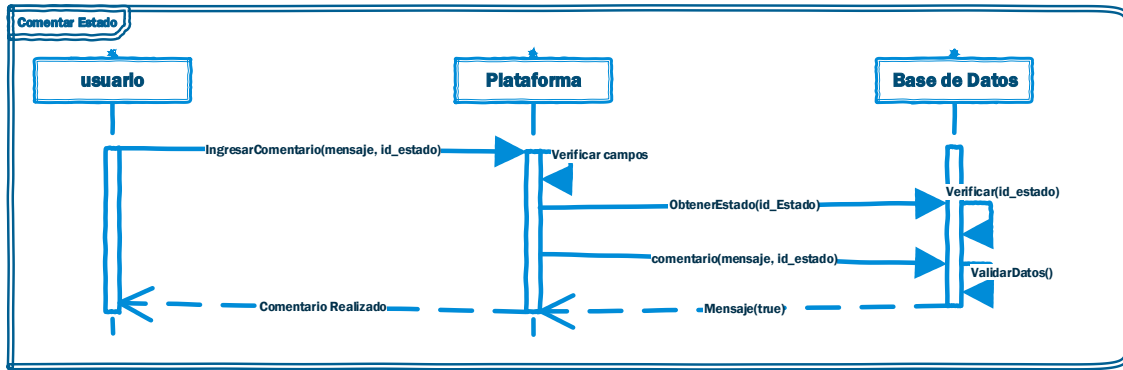 Comentar Estado
usuario
Plataforma
Base de Datos
IngresarComentario(mensaje, id_estado)
Verificar campos
Verificar(id_estado)
ObtenerEstado(id_Estado)
comentario(mensaje, id_estado)
ValidarDatos()
Comentario Realizado
Mensaje(true)